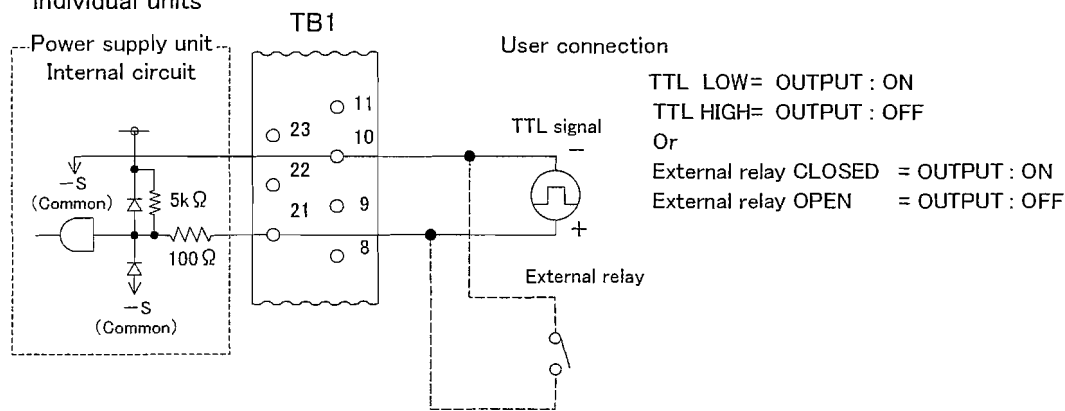 individual units
TB1
Power supply unit
Internal circuit
User connection
TTL LOW= OUTPUT : ON
TTL HIGH= OUTPUT : OFF
Or
External relay CLOSED = OUTPUT : ON
External relay OPEN = OUTPUT : OFF
TTL signal
−
+
11
23
10
22
21
9
8
−S
(Common)
5kΩ
100Ω
−S
(Common)
External relay